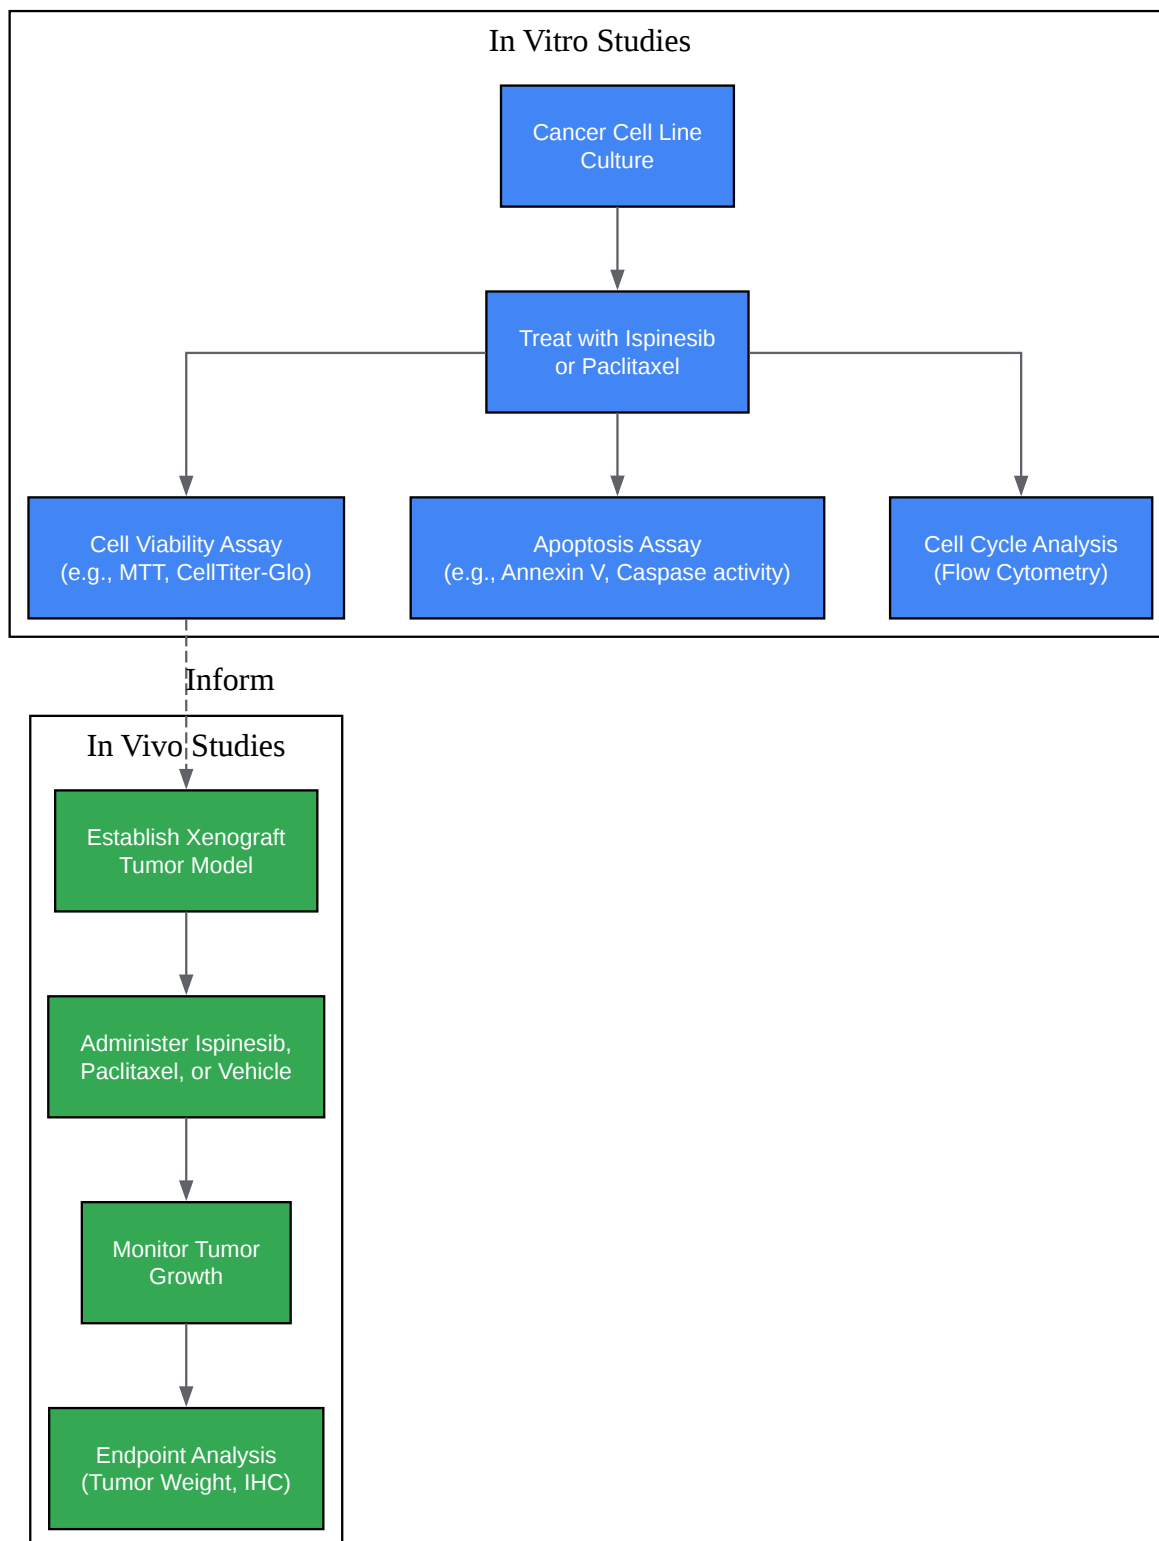 In Vitro Studies
Cancer Cell Line
Culture
Treat with Ispinesib
or Paclitaxel
Cell Viability Assay
(e.g., MTT, CellTiter-Glo)
Apoptosis Assay
(e.g., Annexin V, Caspase activity)
Cell Cycle Analysis
(Flow Cytometry)
Inform
In Vivo Studies
Establish Xenograft
Tumor Model
Administer Ispinesib,
Paclitaxel, or Vehicle
Monitor Tumor
Growth
Endpoint Analysis
(Tumor Weight, IHC)